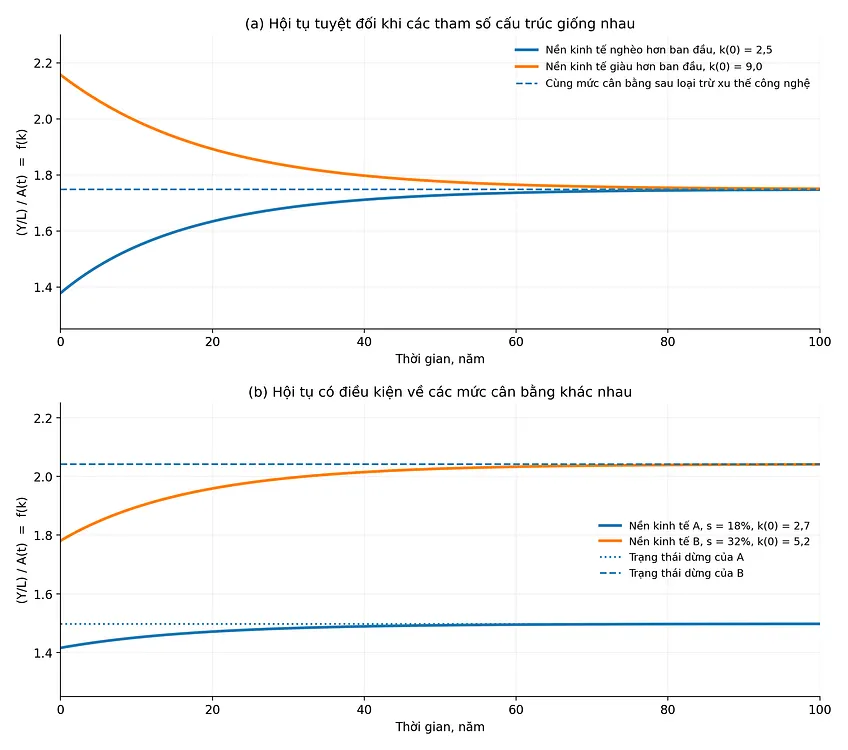 (a) Hội tụ tuyệt đối khi các tham số cấu trúc giống nhau
Nền kinh tế nghèo hơn ban đầu, k(0) = 2,5
Nền kinh tế giàu hơn ban đầu, k(0) = 9,0
Cùng mức cân bằng sau loại trừ xu thế công nghệ
(Y/L) / A(t) = f(k)
2.2
2.0
1.8
1.6
1.4
0 20 40 60 80 100
Thời gian, năm
(b) Hội tụ có điều kiện về các mức cân bằng khác nhau
(Y/L) / A(t) = f(k)
2.2
2.0
1.8
1.6
1.4
Nền kinh tế A, s = 18%, k(0) = 2,7
Nền kinh tế B, s = 32%, k(0) = 5,2
Trạng thái dừng của A
Trạng thái dừng của B
0 20 40 60 80 100
Thời gian, năm